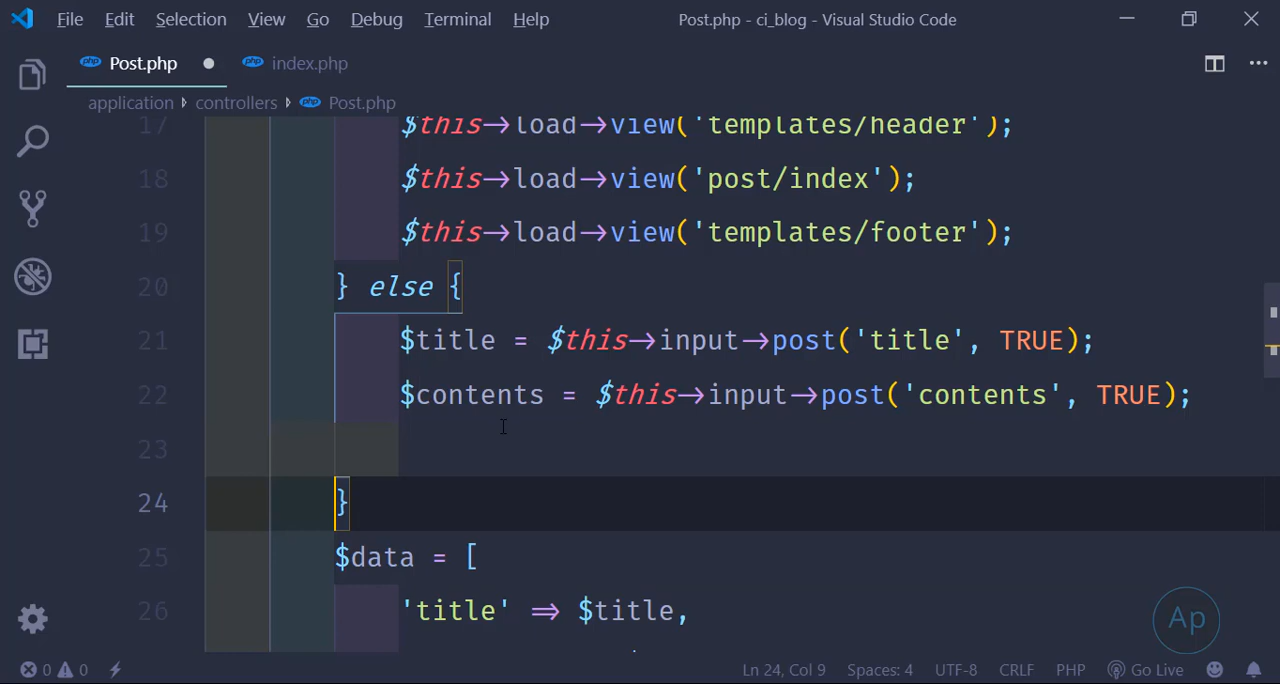 File Edit Selection View Go Debug Terminal Help Post.php - ci_blog - Visual Studio Code
Post.php index.php
application controllers Post.php
17 $this->load->view('templates/header');
18 $this->load->view('post/index');
19 $this->load->view('templates/footer');
20 } else {
21 $title = $this->input->post('title', TRUE);
22 $contents = $this->input->post('contents', TRUE);
23
24 }
25 $data = [
26 'title' => $title,
Ap
0 0 Ln 24, Col 9 Spaces: 4 UTF-8 CRLF PHP Go Live